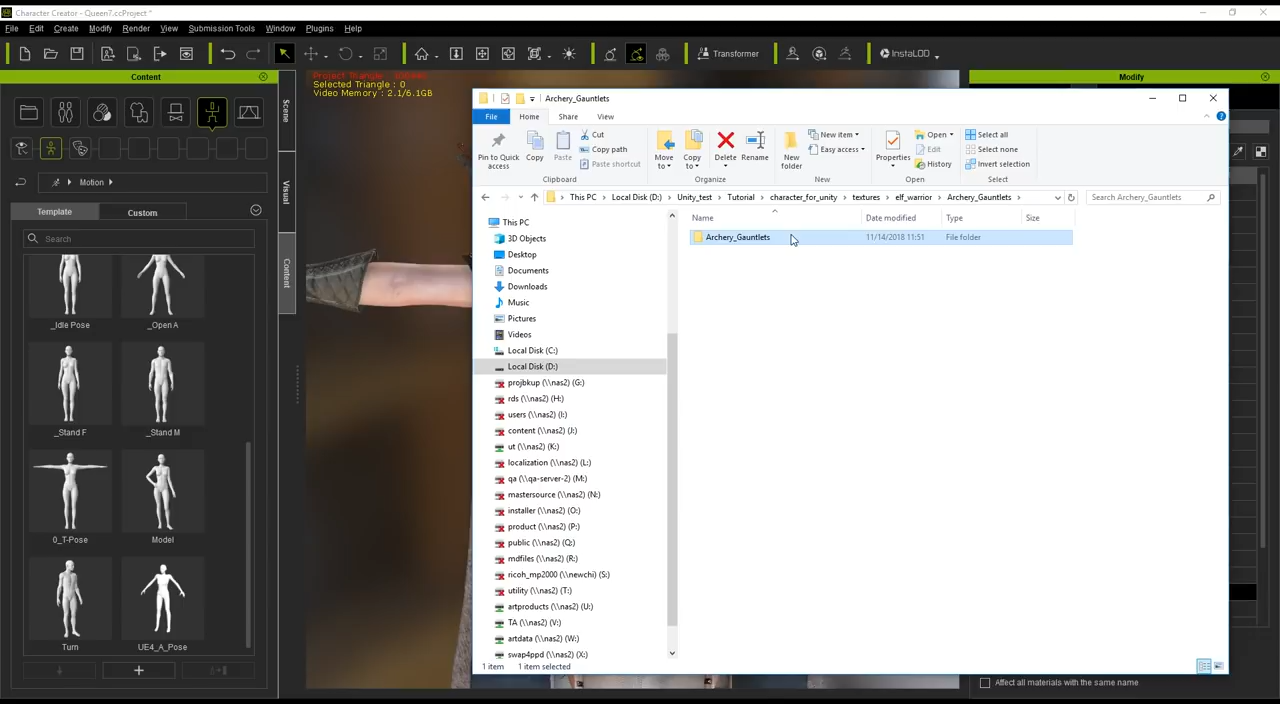 Character Creator - Queen7.ccProject *
File Edit Create Modify Render View Submission Tools Window Plugins Help
Transformer
InstaLOD
Content
Modify
Selected Triangle : 0
Video Memory : 2.1/6.1GB
Scene
Visual
Content
Motion
Template
Custom
Search
_Idle Pose
_Open A
_Stand F
_Stand M
0_T-Pose
Model
Turn
UE4_A_Pose
Archery_Gauntlets
File Home Share View
Pin to Quick access
Copy
Paste
Cut
Copy path
Paste shortcut
Clipboard
Move to
Copy to
Delete
Rename
Organize
New folder
New item
Easy access
New
Properties
Open
Edit
History
Open
Select all
Select none
Invert selection
Select
This PC > Local Disk (D:) > Unity_test > Tutorial > character_for_unity > textures > elf_warrior > Archery_Gauntlets >
Search Archery_Gauntlets
Name Date modified Type Size
Archery_Gauntlets 11/14/2018 11:51 File folder
This PC
3D Objects
Desktop
Documents
Downloads
Music
Pictures
Videos
Local Disk (C:)
Local Disk (D:)
projbkup (\\nas2) (G:)
rds (\\nas2) (H:)
users (\\nas2) (I:)
content (\\nas2) (J:)
ut (\\nas2) (K:)
localization (\\nas2) (L:)
qa (\\qa-server-2) (M:)
mastersource (\\nas2) (N:)
installer (\\nas2) (O:)
product (\\nas2) (P:)
public (\\nas2) (Q:)
mdfiles (\\nas2) (R:)
ricoh_mp2000 (\\newchi) (S:)
utility (\\nas2) (T:)
artproducts (\\nas2) (U:)
TA (\\nas2) (V:)
artdata (\\nas2) (W:)
swap4ppd (\\nas2) (X:)
1 item 1 item selected
Affect all materials with the same name